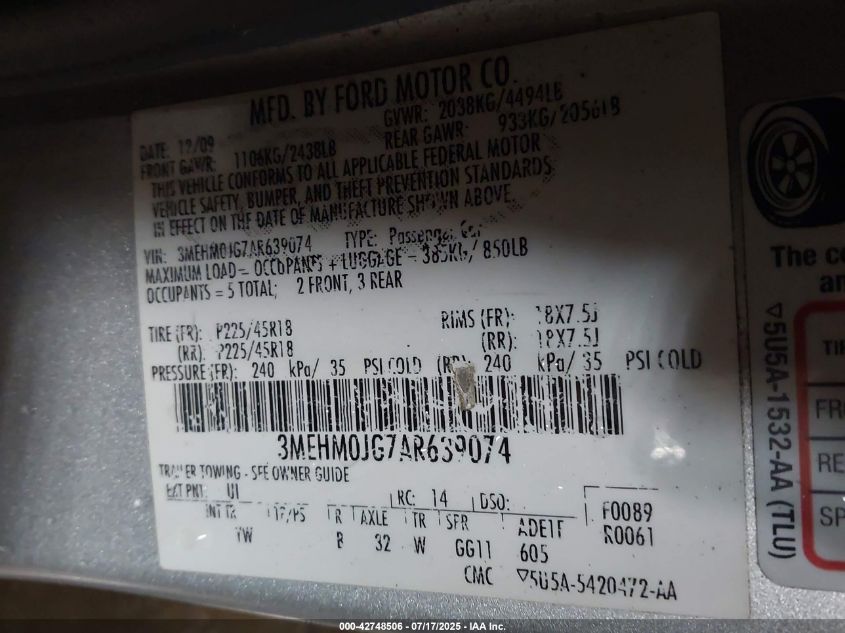 MFD. BY FORD MOTOR CO.
DATE: 12/09 GVWR: 2038KG/4494LB
FRONT GAWR: 1106KG/2438LB REAR GAWR: 933KG/2056LB
THIS VEHICLE CONFORMS TO ALL APPLICABLE FEDERAL MOTOR
VEHICLE SAFETY, BUMPER, AND THEFT PREVENTION STANDARDS
IN EFFECT ON THE DATE OF MANUFACTURE SHOWN ABOVE.
VIN: 3MEHM0JG7AR639074 TYPE: Passenger Car
MAXIMUM LOAD= OCCUPANTS + LUGGAGE = 385KG/ 850LB
OCCUPANTS = 5 TOTAL; 2 FRONT, 3 REAR
TIRE (FR): P225/45R18 RIMS (FR): 18X7.5J
(RR): P225/45R18 (RR): 18X7.5J
PRESSURE (FR): 240 kPa/ 35 PSI COLD (RR): 240 kPa/ 35 PSI COLD
3MEHM0JG7AR639074
TRAILER TOWING - SEE OWNER GUIDE
EXT PNT: UI RC: 14 DSO: F0089
INT TR TP/PS R AXLE TR SPR R0061
YW B 32 W GG11 605
CMC ▽5U5A-5420472-AA
The
▽5U5A-1532-AA (TLU)
000-42748506 - 07/17/2025 - IAA Inc.